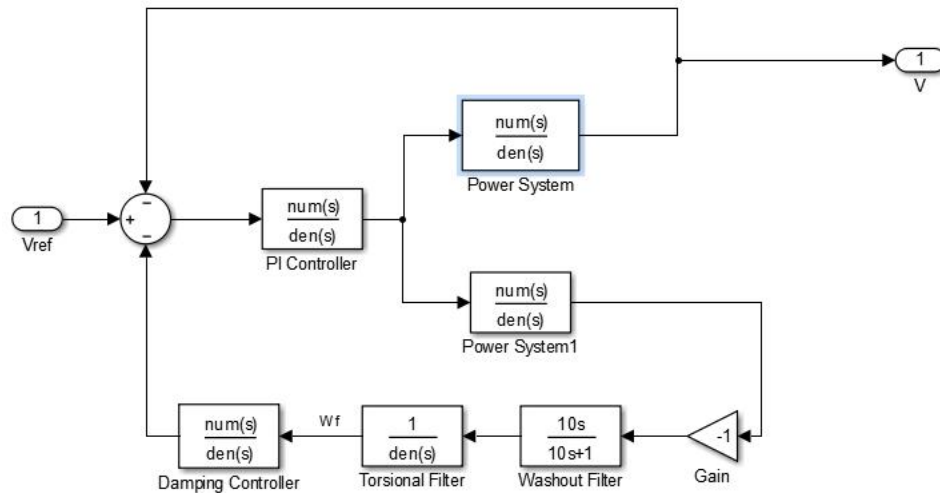 1
V
num(s)
den(s)
Power System
−
+
−
1
Vref
num(s)
den(s)
PI Controller
num(s)
den(s)
Power System1
num(s)
den(s)
Damping Controller
Wf
1
den(s)
Torsional Filter
10s
10s+1
Washout Filter
-1
Gain